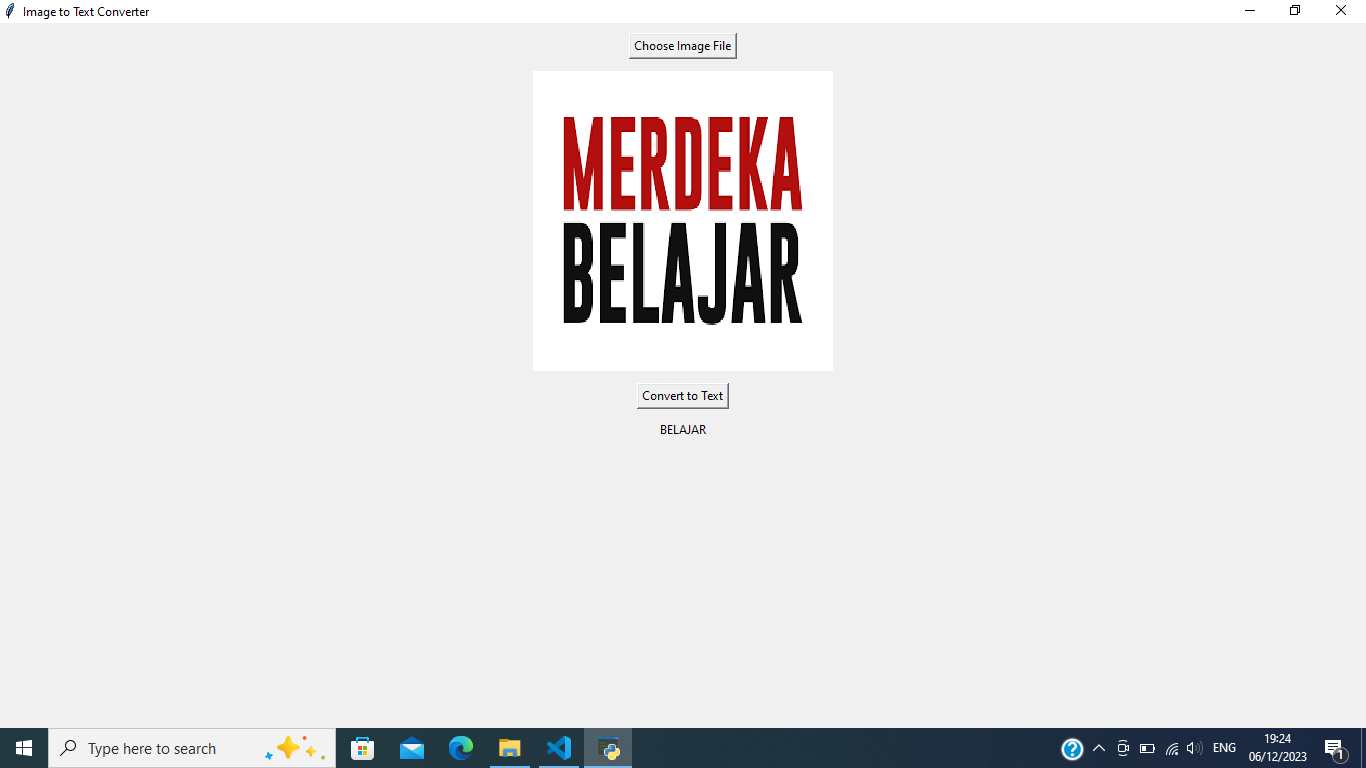 Image to Text Converter
Choose Image File
MERDEKA
BELAJAR
Convert to Text
BELAJAR
Type here to search
ENG
19:24
06/12/2023
1